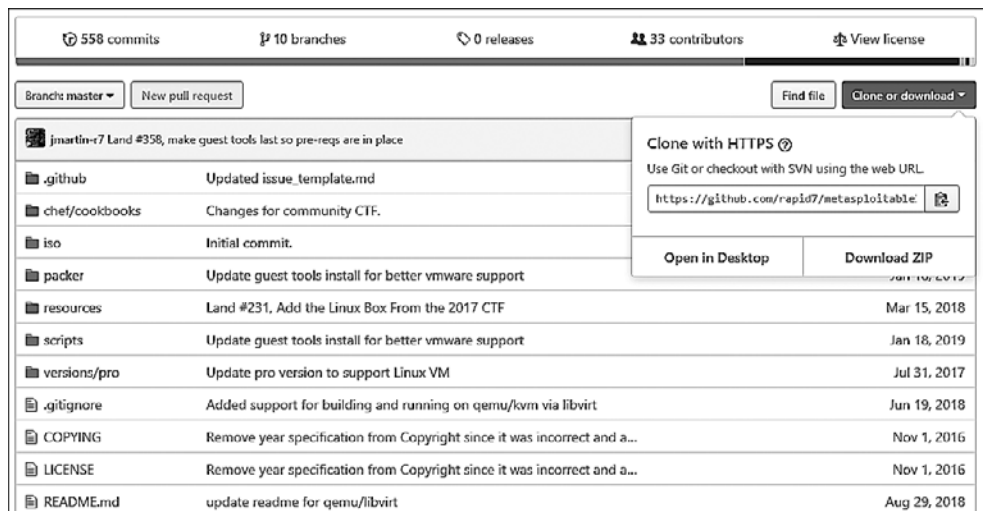 558 commits 10 branches 0 releases 33 contributors View license
Branch: master New pull request Find file Clone or download
jmartin-r7 Land #358, make guest tools last so pre-reqs are in place
Clone with HTTPS
Use Git or checkout with SVN using the web URL.
https://github.com/rapid7/metasploitable
Open in Desktop Download ZIP
.github Updated issue_template.md
chef/cookbooks Changes for community CTF.
iso Initial commit.
packer Update guest tools install for better vmware support
resources Land #231, Add the Linux Box From the 2017 CTF Mar 15, 2018
scripts Update guest tools install for better vmware support Jan 18, 2019
versions/pro Update pro version to support Linux VM Jul 31, 2017
.gitignore Added support for building and running on qemu/kvm via libvirt Jun 19, 2018
COPYING Remove year specification from Copyright since it was incorrect and a... Nov 1, 2016
LICENSE Remove year specification from Copyright since it was incorrect and a... Nov 1, 2016
README.md update readme for qemu/libvirt Aug 29, 2018